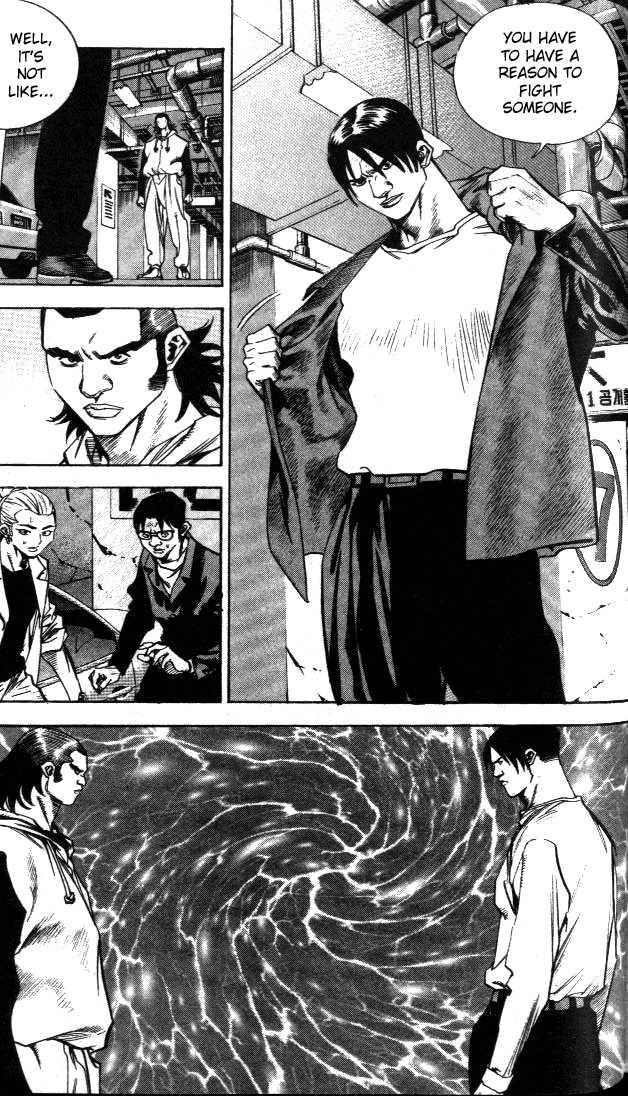 YOU HAVE
TO HAVE A
REASON TO
FIGHT
SOMEONE.
WELL,
IT'S
NOT
LIKE...
1 공개
7